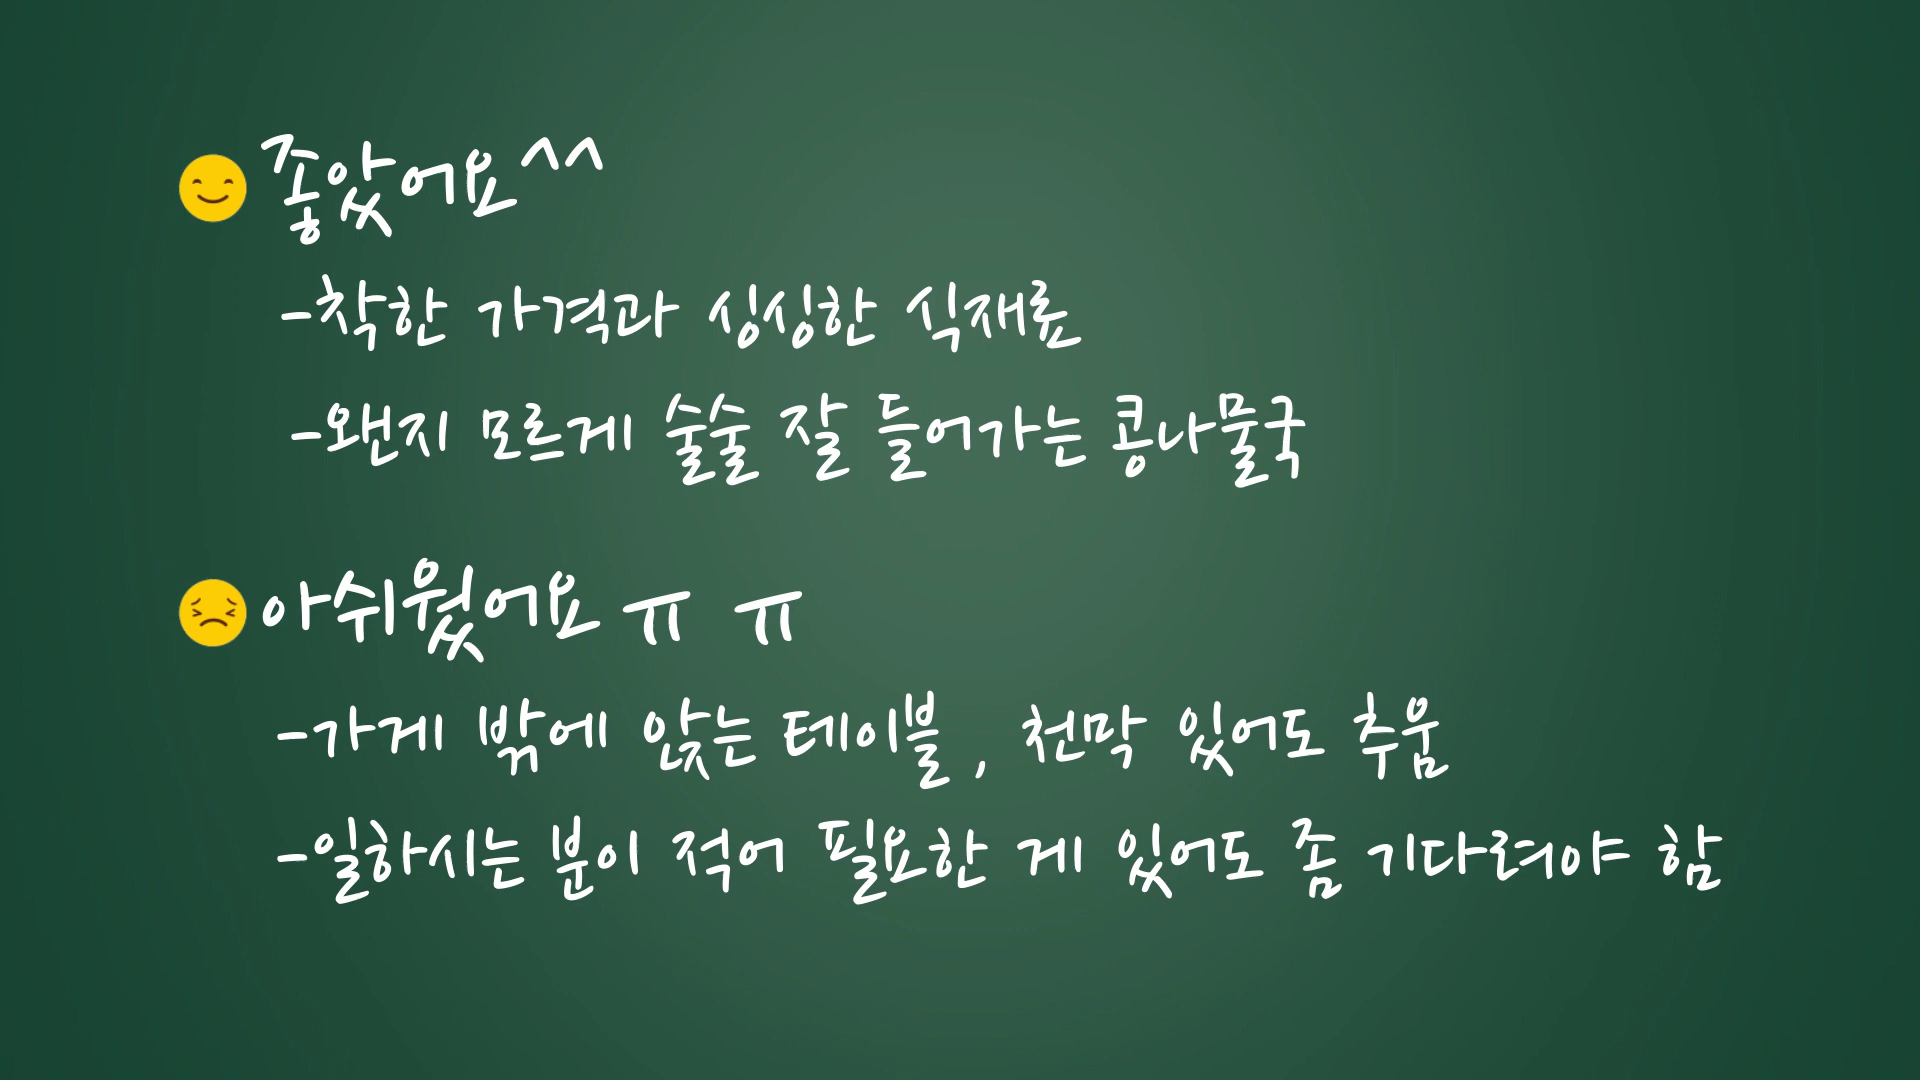 좋았어요^^
-착한 가격과 싱싱한 식재료
-왠지 모르게 술술 잘 들어가는 콩나물국
아쉬웠어요 ㅠ ㅠ
-가게 밖에 앉는 테이블, 천막 있어도 추움
-일하시는 분이 적어 필요한 게 있어도 좀 기다려야 함